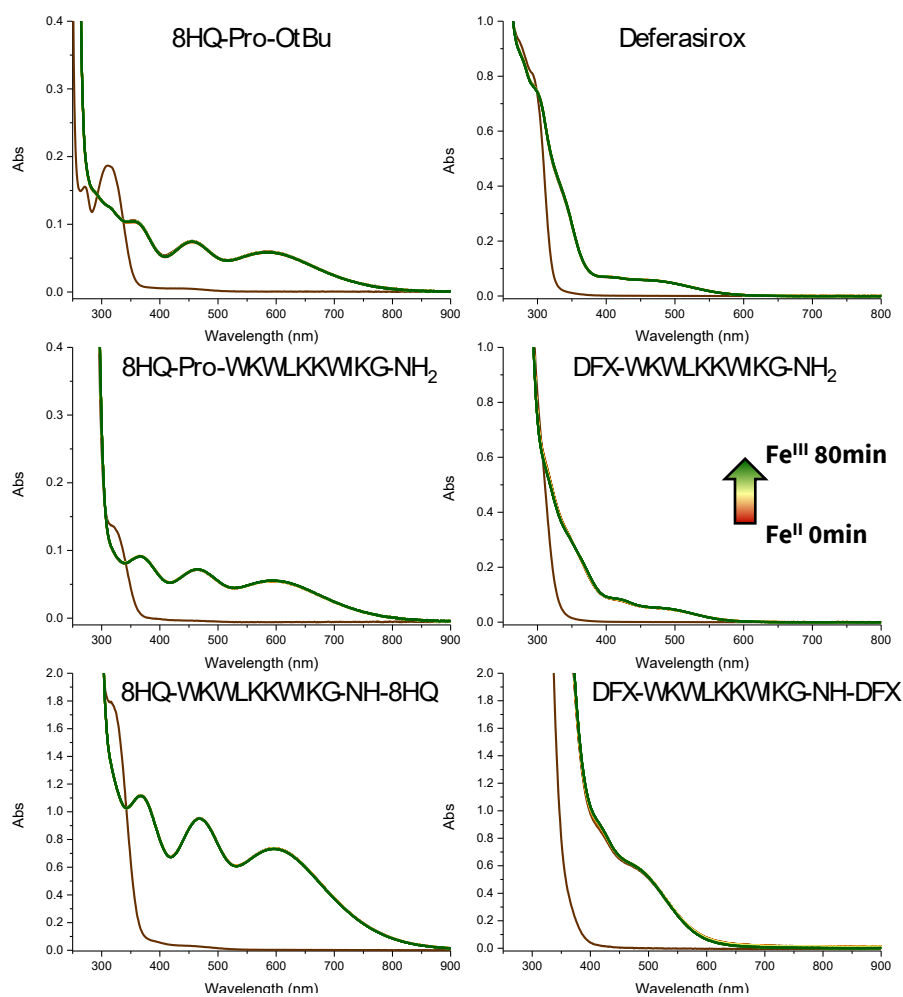 8HQ-Pro-OtBu
0.4
0.3
0.2
0.1
0.0
Abs
300 400 500 600 700 800 900
Wavelength (nm)
Deferasirox
1.0
0.8
0.6
0.4
0.2
0.0
Abs
300 400 500 600 700 800
Wavelength (nm)
8HQ-Pro-WKWLKKWIKG-NH₂
0.4
0.3
0.2
0.1
0.0
Abs
300 400 500 600 700 800 900
Wavelength (nm)
DFX-WKWLKKWIKG-NH₂
1.0
0.8
0.6
0.4
0.2
0.0
Abs
Feᴵᴵᴵ 80min
Feᴵᴵ 0min
300 400 500 600 700 800
Wavelength (nm)
8HQ-WKWLKKWIKG-NH-8HQ
2.0
1.8
1.6
1.4
1.2
1.0
0.8
0.6
0.4
0.2
0.0
Abs
300 400 500 600 700 800 900
Wavelength (nm)
DFX-WKWLKKWIKG-NH-DFX
2.0
1.8
1.6
1.4
1.2
1.0
0.8
0.6
0.4
0.2
0.0
Abs
300 400 500 600 700 800 900
Wavelength (nm)